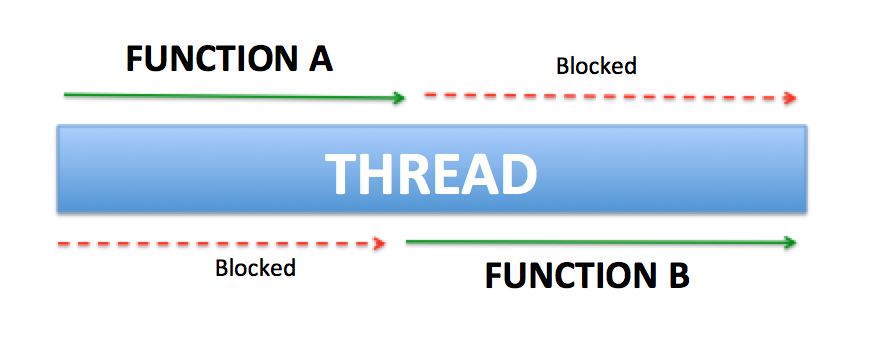 FUNCTION A
Blocked
THREAD
Blocked
FUNCTION B